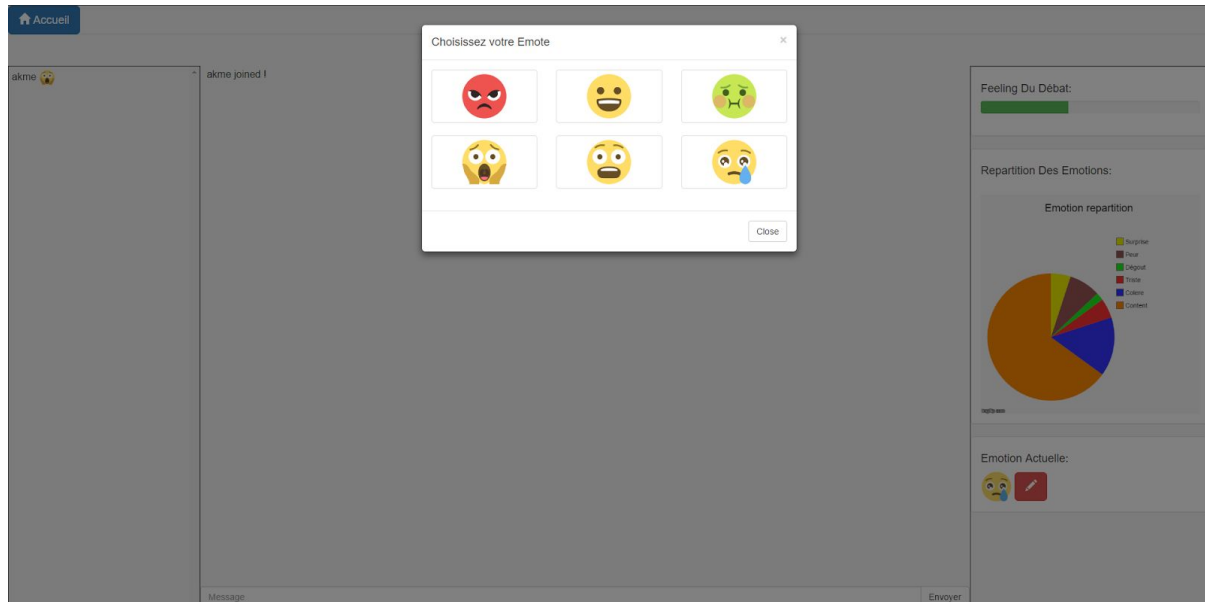 Accueil
Choisissez votre Emote
×
akme
akme joined !
Feeling Du Débat:
Repartition Des Emotions:
Emotion repartition
Surprise
Peur
Dégout
Triste
Colère
Content
Close
Emotion Actuelle:
Message
Envoyer